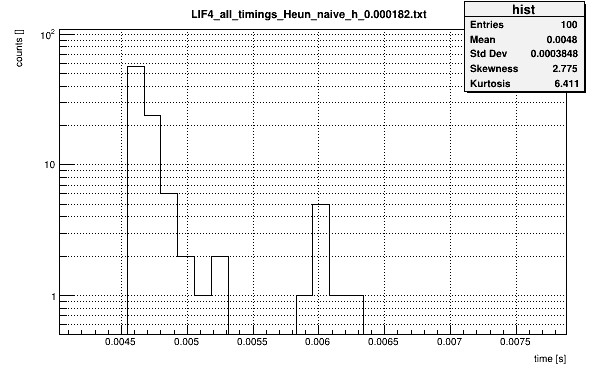 LIF4_all_timings_Heun_naive_h_0.000182.txt
hist
Entries 100
Mean 0.0048
Std Dev 0.0003848
Skewness 2.775
Kurtosis 6.411
counts []
10²
10
1
0.0045 0.005 0.0055 0.006 0.0065 0.007 0.0075
time [s]